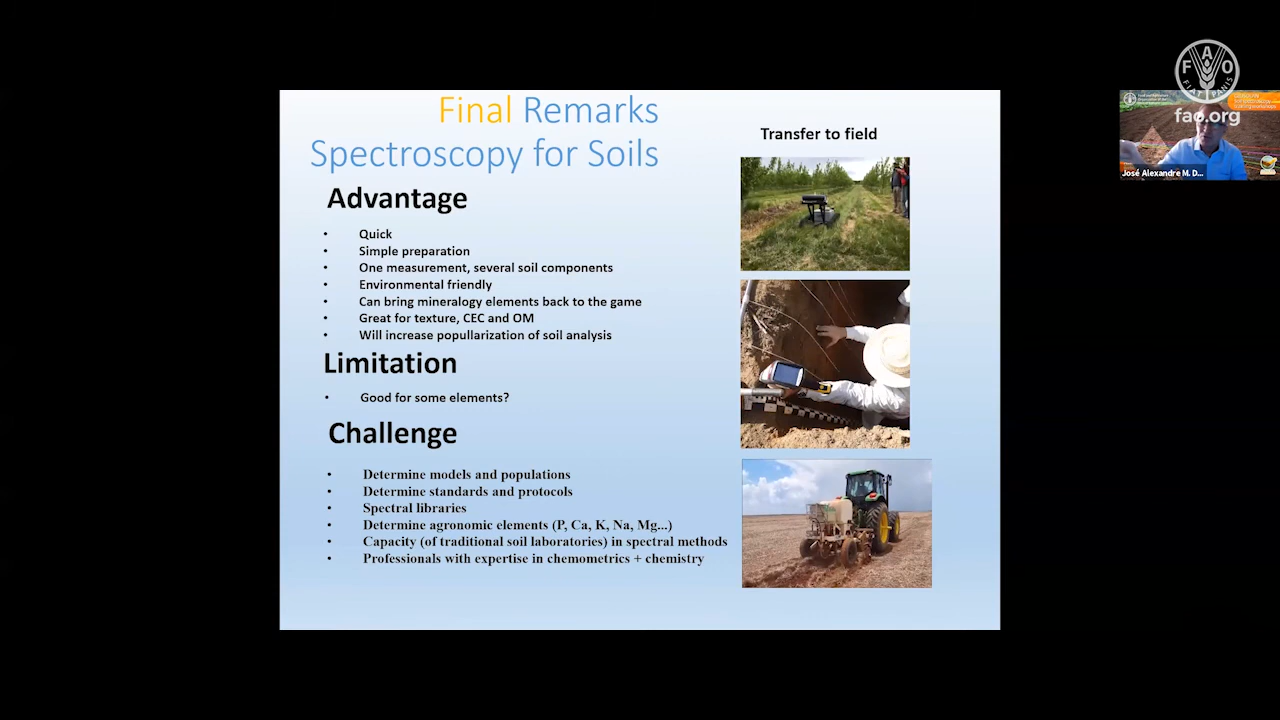 Final Remarks
Spectroscopy for Soils
Advantage
• Quick
• Simple preparation
• One measurement, several soil components
• Environmental friendly
• Can bring mineralogy elements back to the game
• Great for texture, CEC and OM
• Will increase popullarization of soil analysis
Limitation
• Good for some elements?
Challenge
• Determine models and populations
• Determine standards and protocols
• Spectral libraries
• Determine agronomic elements (P, Ca, K, Na, Mg...)
• Capacity (of traditional soil laboratories) in spectral methods
• Professionals with expertise in chemometrics + chemistry
Transfer to field
FAO
FIAT PANIS
fao.org
José Alexandre M. D...